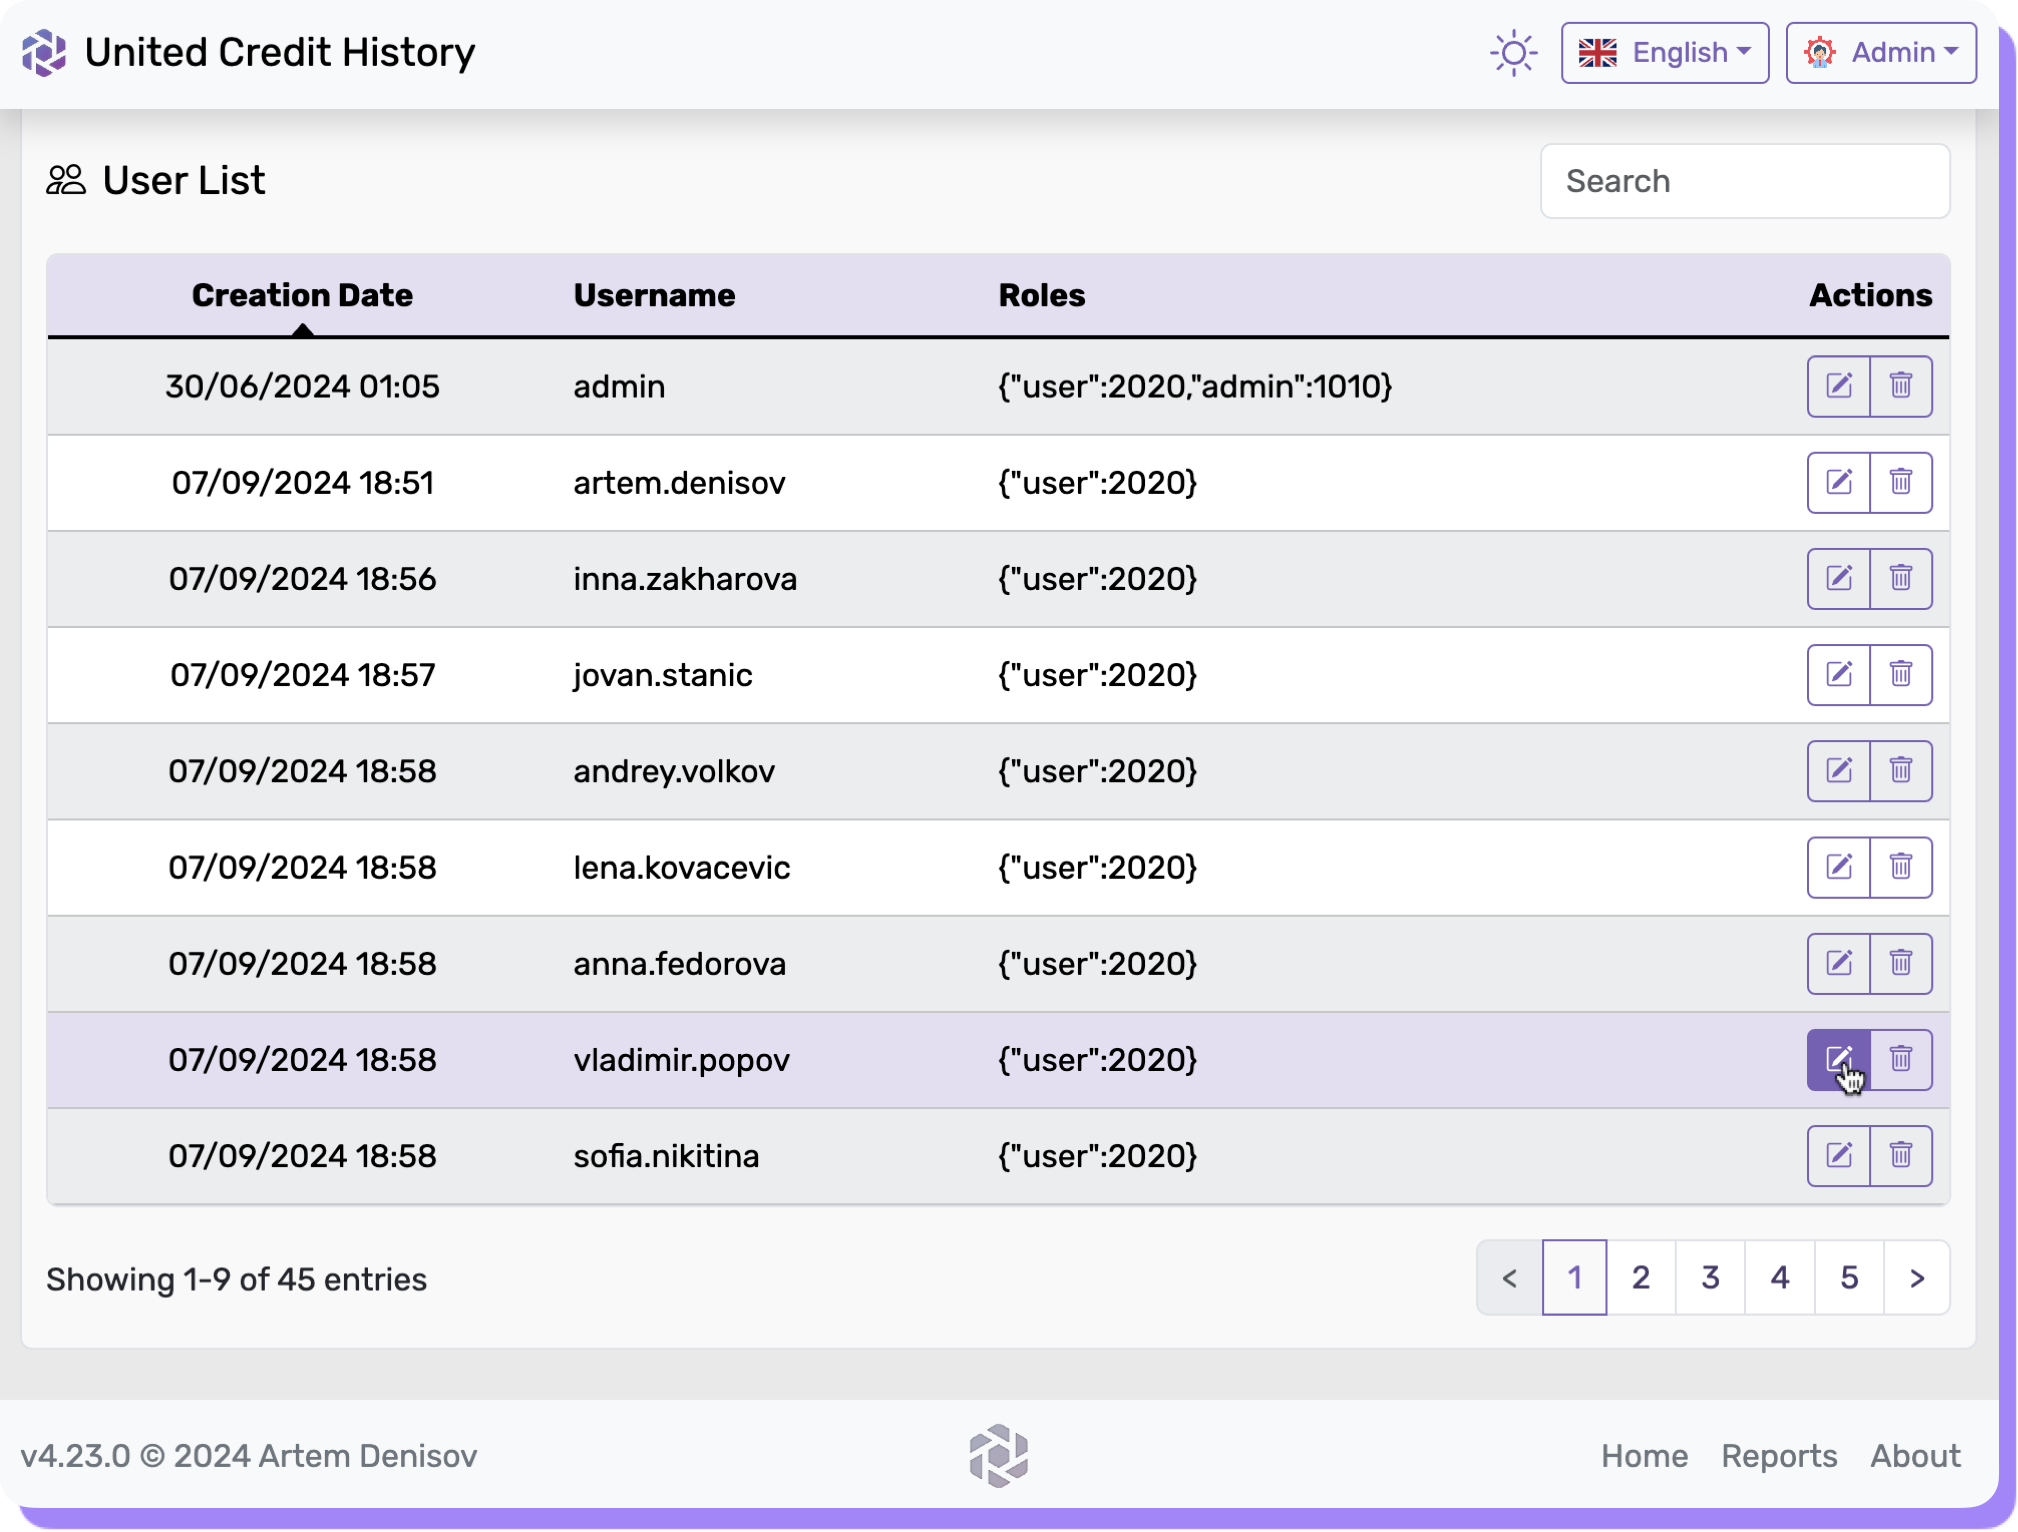 United Credit History
English
Admin
User List
Search
Creation Date Username Roles Actions
30/06/2024 01:05 admin {"user":2020,"admin":1010}
07/09/2024 18:51 artem.denisov {"user":2020}
07/09/2024 18:56 inna.zakharova {"user":2020}
07/09/2024 18:57 jovan.stanic {"user":2020}
07/09/2024 18:58 andrey.volkov {"user":2020}
07/09/2024 18:58 lena.kovacevic {"user":2020}
07/09/2024 18:58 anna.fedorova {"user":2020}
07/09/2024 18:58 vladimir.popov {"user":2020}
07/09/2024 18:58 sofia.nikitina {"user":2020}
Showing 1-9 of 45 entries
< 1 2 3 4 5 >
v4.23.0 © 2024 Artem Denisov
Home Reports About